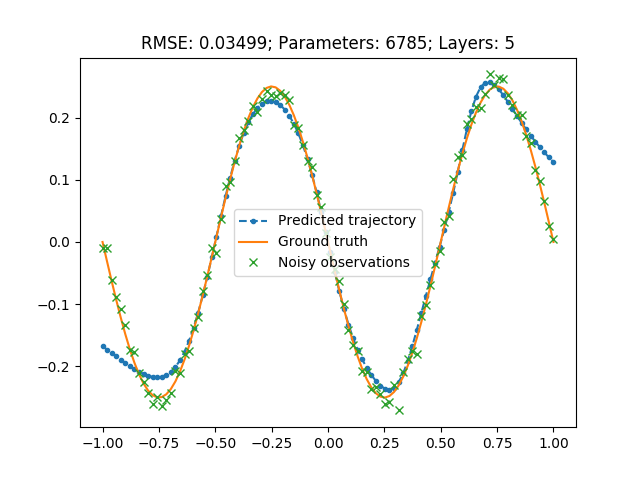 RMSE: 0.03499; Parameters: 6785; Layers: 5
0.2
0.1
0.0
−0.1
−0.2
Predicted trajectory
Ground truth
Noisy observations
−1.00 −0.75 −0.50 −0.25 0.00 0.25 0.50 0.75 1.00